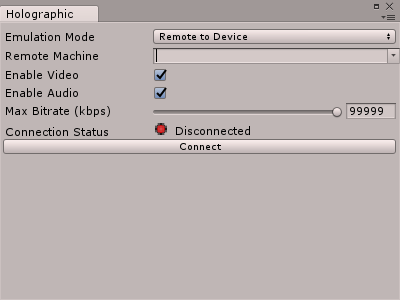 Holographic
Emulation Mode Remote to Device
Remote Machine
Enable Video
Enable Audio
Max Bitrate (kbps) 99999
Connection Status Disconnected
Connect